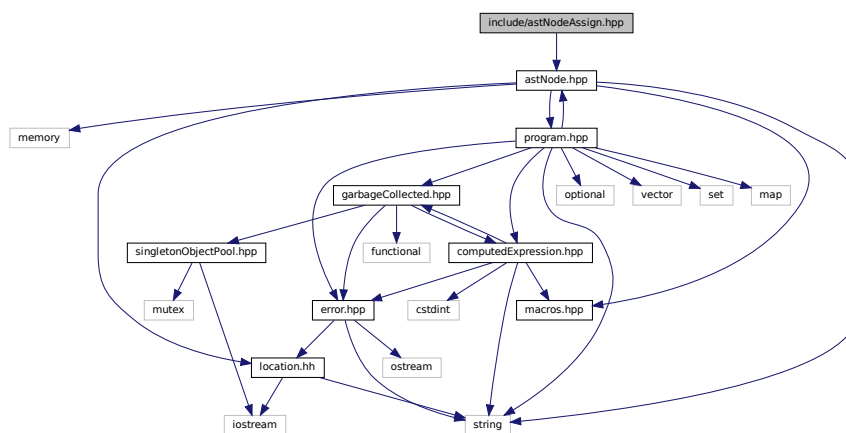 include/astNodeAssign.hpp
astNode.hpp
memory
program.hpp
garbageCollected.hpp
optional
vector
set
map
singletonObjectPool.hpp
functional
computedExpression.hpp
mutex
error.hpp
cstdint
macros.hpp
location.hh
ostream
iostream
string